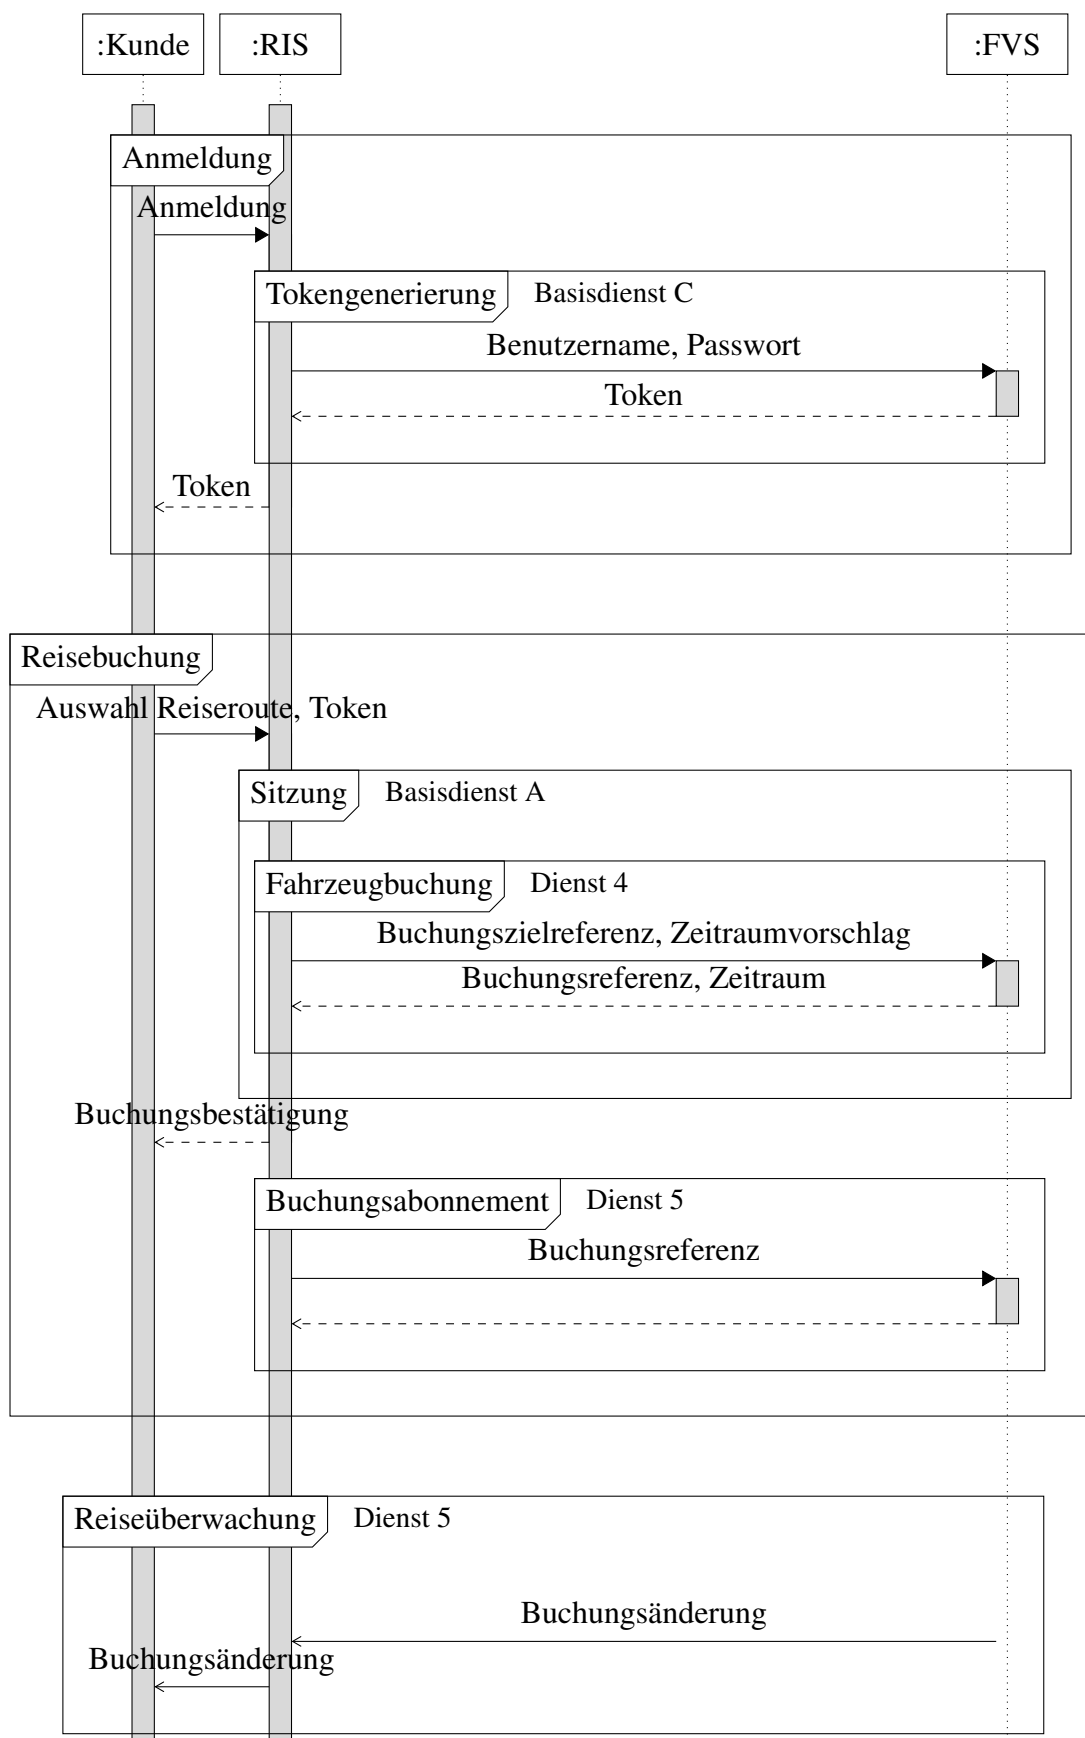 :Kunde :RIS :FVS
Anmeldung
Anmeldung
Tokengenerierung Basisdienst C
Benutzername, Passwort
Token
Token
Reisebuchung
Auswahl Reiseroute, Token
Sitzung Basisdienst A
Fahrzeugbuchung Dienst 4
Buchungszielreferenz, Zeitraumvorschlag
Buchungsreferenz, Zeitraum
Buchungsbestätigung
Buchungsabonnement Dienst 5
Buchungsreferenz
Reiseüberwachung Dienst 5
Buchungsänderung
Buchungsänderung